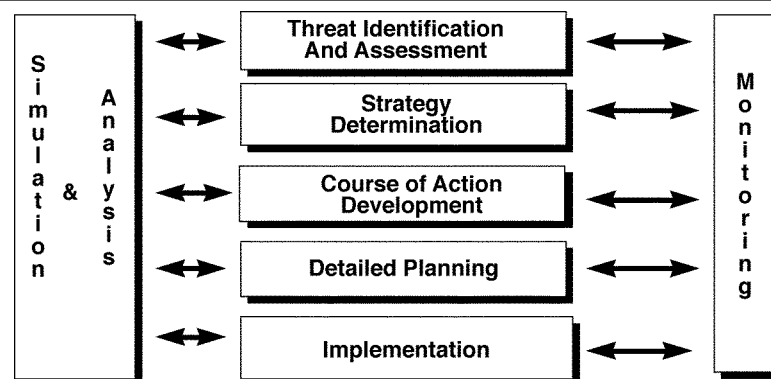 Simulation
&
Analysis
Threat Identification
And Assessment
Strategy
Determination
Course of Action
Development
Detailed Planning
Implementation
Monitoring